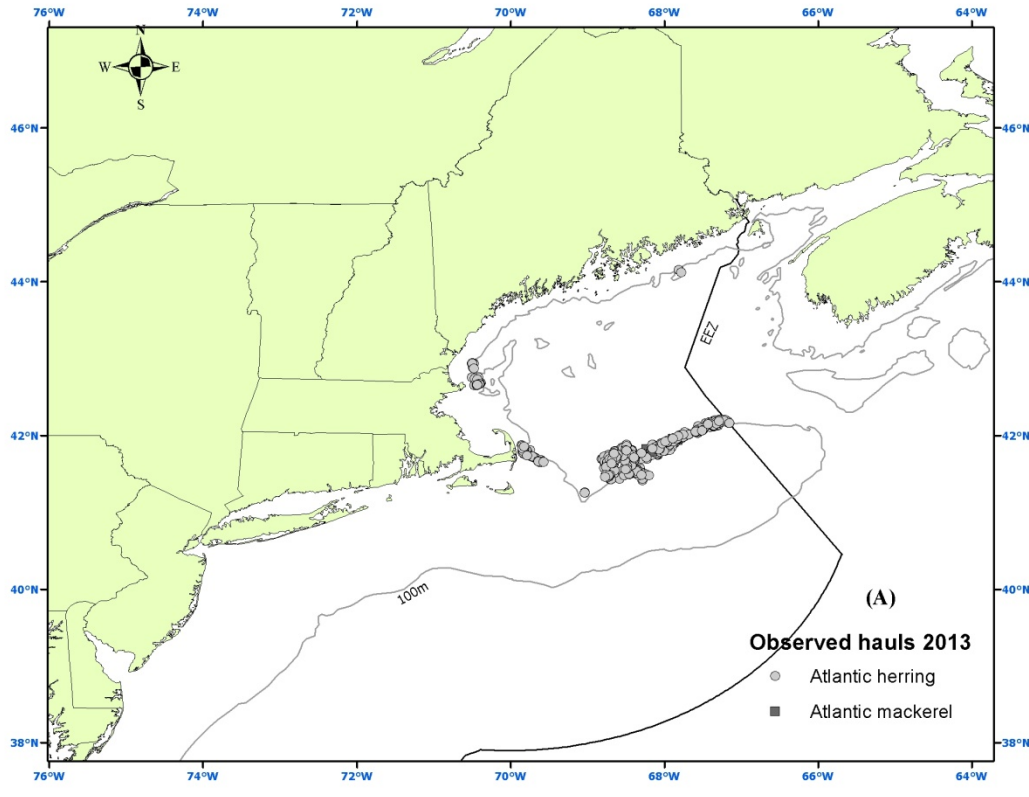 76°W 74°W 72°W 70°W 68°W 66°W 64°W
N
W E
S
46°N 46°N
44°N 44°N
EEZ
42°N 42°N
100m
40°N 40°N
(A)
Observed hauls 2013
Atlantic herring
Atlantic mackerel
38°N 38°N
76°W 74°W 72°W 70°W 68°W 66°W 64°W